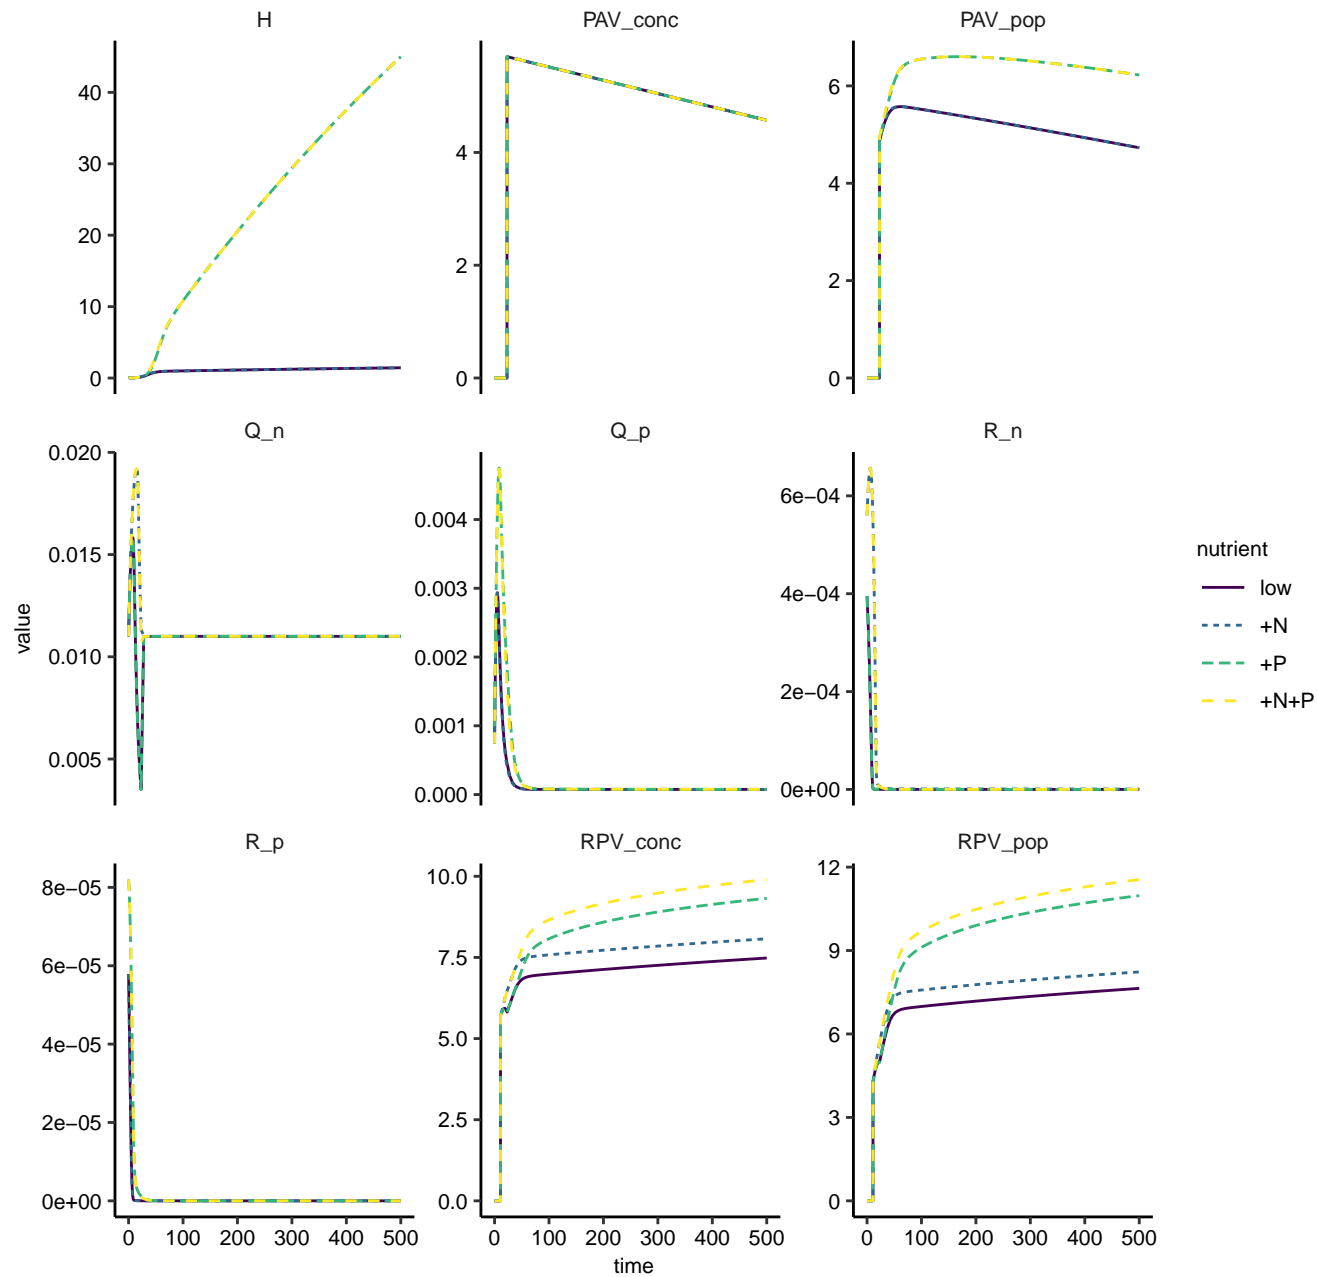 H
PAV_conc
PAV_pop
40
30
20
10
0
4
2
0
6
4
2
0
Q_n
Q_p
R_n
0.020
0.015
0.010
0.005
0.004
0.003
0.002
0.001
0.000
6e−04
4e−04
2e−04
0e+00
value
nutrient
low
+N
+P
+N+P
R_p
RPV_conc
RPV_pop
8e−05
6e−05
4e−05
2e−05
0e+00
10.0
7.5
5.0
2.5
0.0
12
9
6
3
0
0 100 200 300 400 500
0 100 200 300 400 500
0 100 200 300 400 500
time